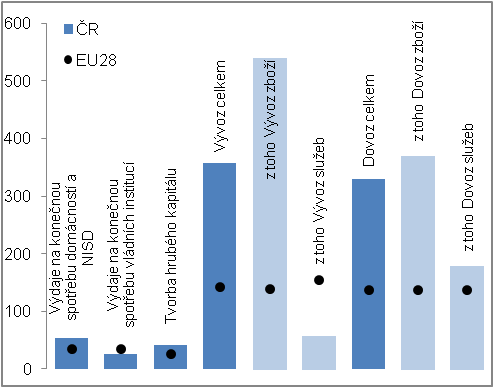 600
500
400
300
200
100
0
ČR
EU28
Výdaje na konečnou
spotřebu domácností a
NISD
Výdaje na konečnou
spotřebu vládních institucí
Tvorba hrubého kapitálu
Vývoz celkem
z toho Vývoz zboží
z toho Vývoz služeb
Dovoz celkem
z toho Dovoz zboží
z toho Dovoz služeb